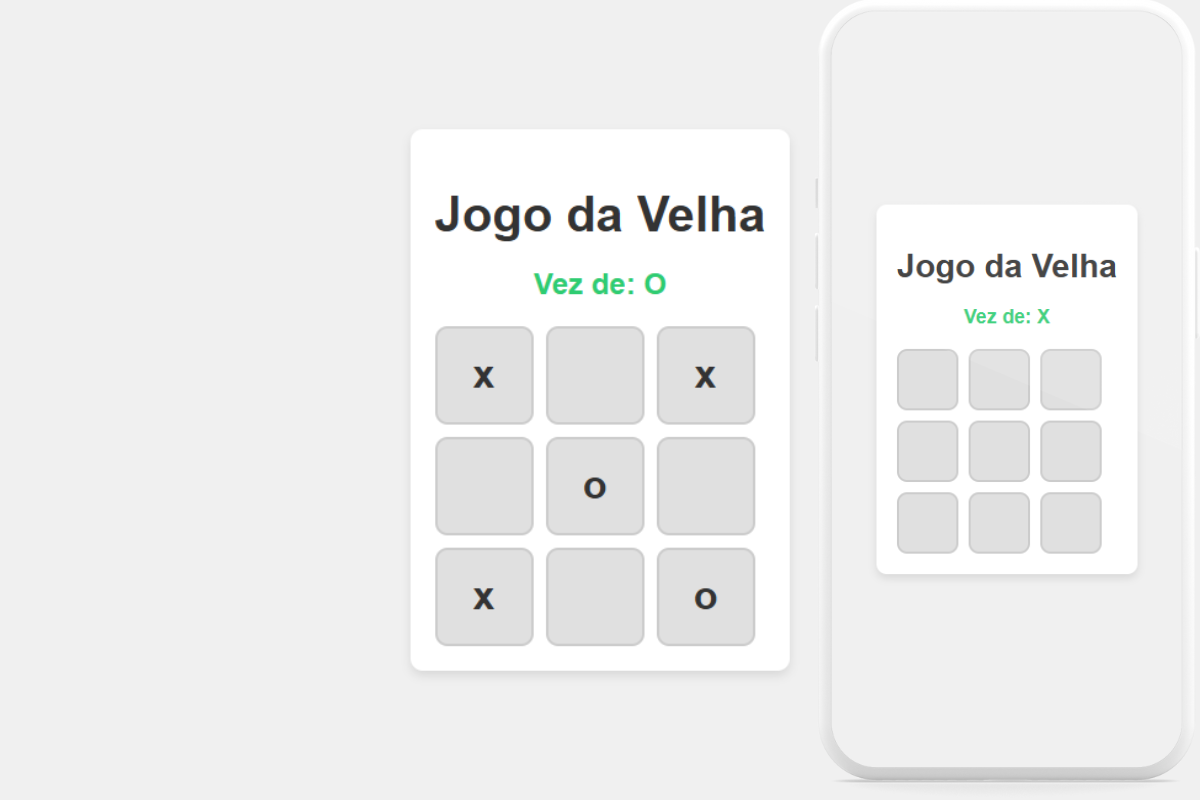 Jogo da Velha
Vez de: O
x x
o
x o
Jogo da Velha
Vez de: X